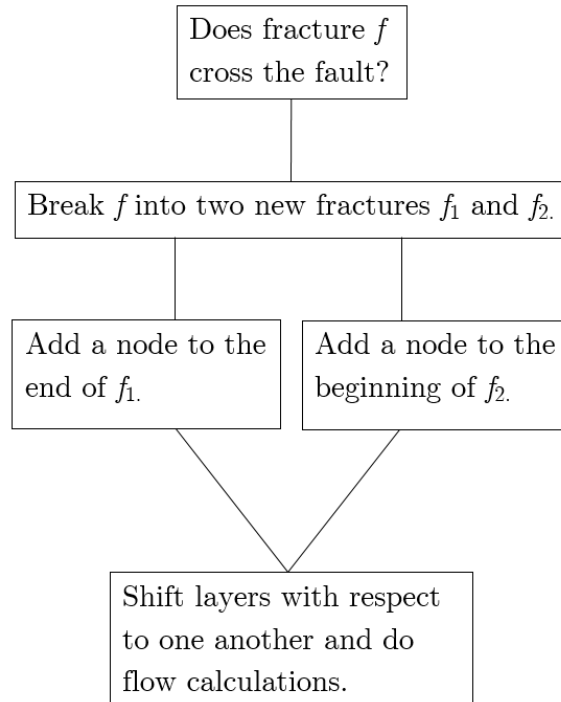 Does fracture f
cross the fault?
Break f into two new fractures f₁ and f₂.
Add a node to the
end of f₁.
Add a node to the
beginning of f₂.
Shift layers with respect
to one another and do
flow calculations.